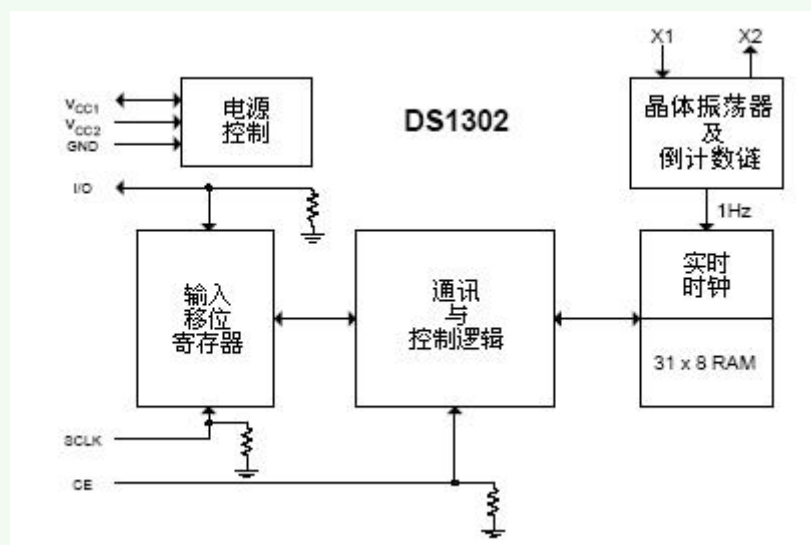 X1
X2
VCC1
VCC2
GND
电源
控制
DS1302
晶体振荡器
及
倒计数链
I/O
1Hz
输入
移位
寄存器
通讯
与
控制逻辑
实时
时钟
31 x 8 RAM
SCLK
CE